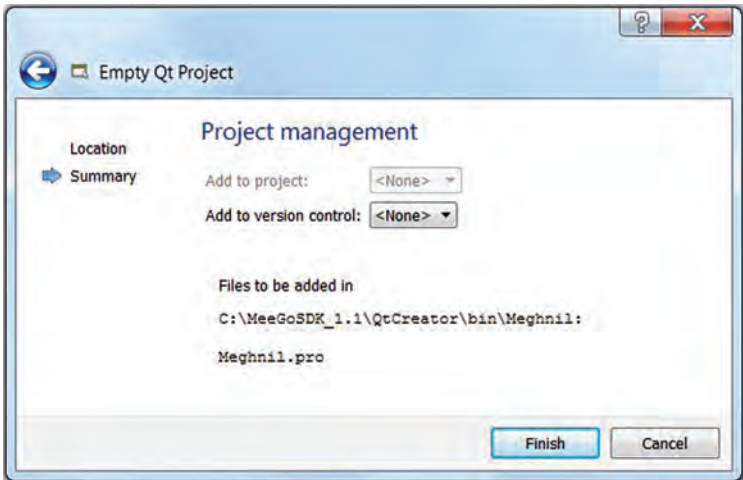 Empty Qt Project
Location
Summary
Project management
Add to project: <None>
Add to version control: <None>
Files to be added in
C:\MeeGoSDK_1.1\QtCreator\bin\Meghnil:
Meghnil.pro
Finish Cancel